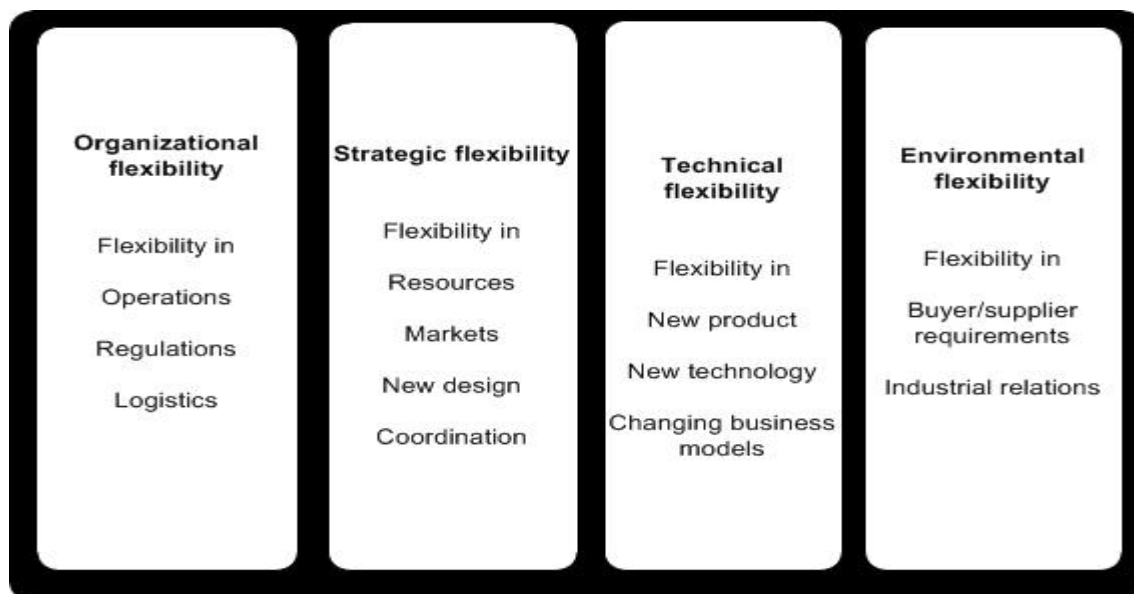 Organizational
flexibility
Flexibility in
Operations
Regulations
Logistics
Strategic flexibility
Flexibility in
Resources
Markets
New design
Coordination
Technical
flexibility
Flexibility in
New product
New technology
Changing business
models
Environmental
flexibility
Flexibility in
Buyer/supplier
requirements
Industrial relations